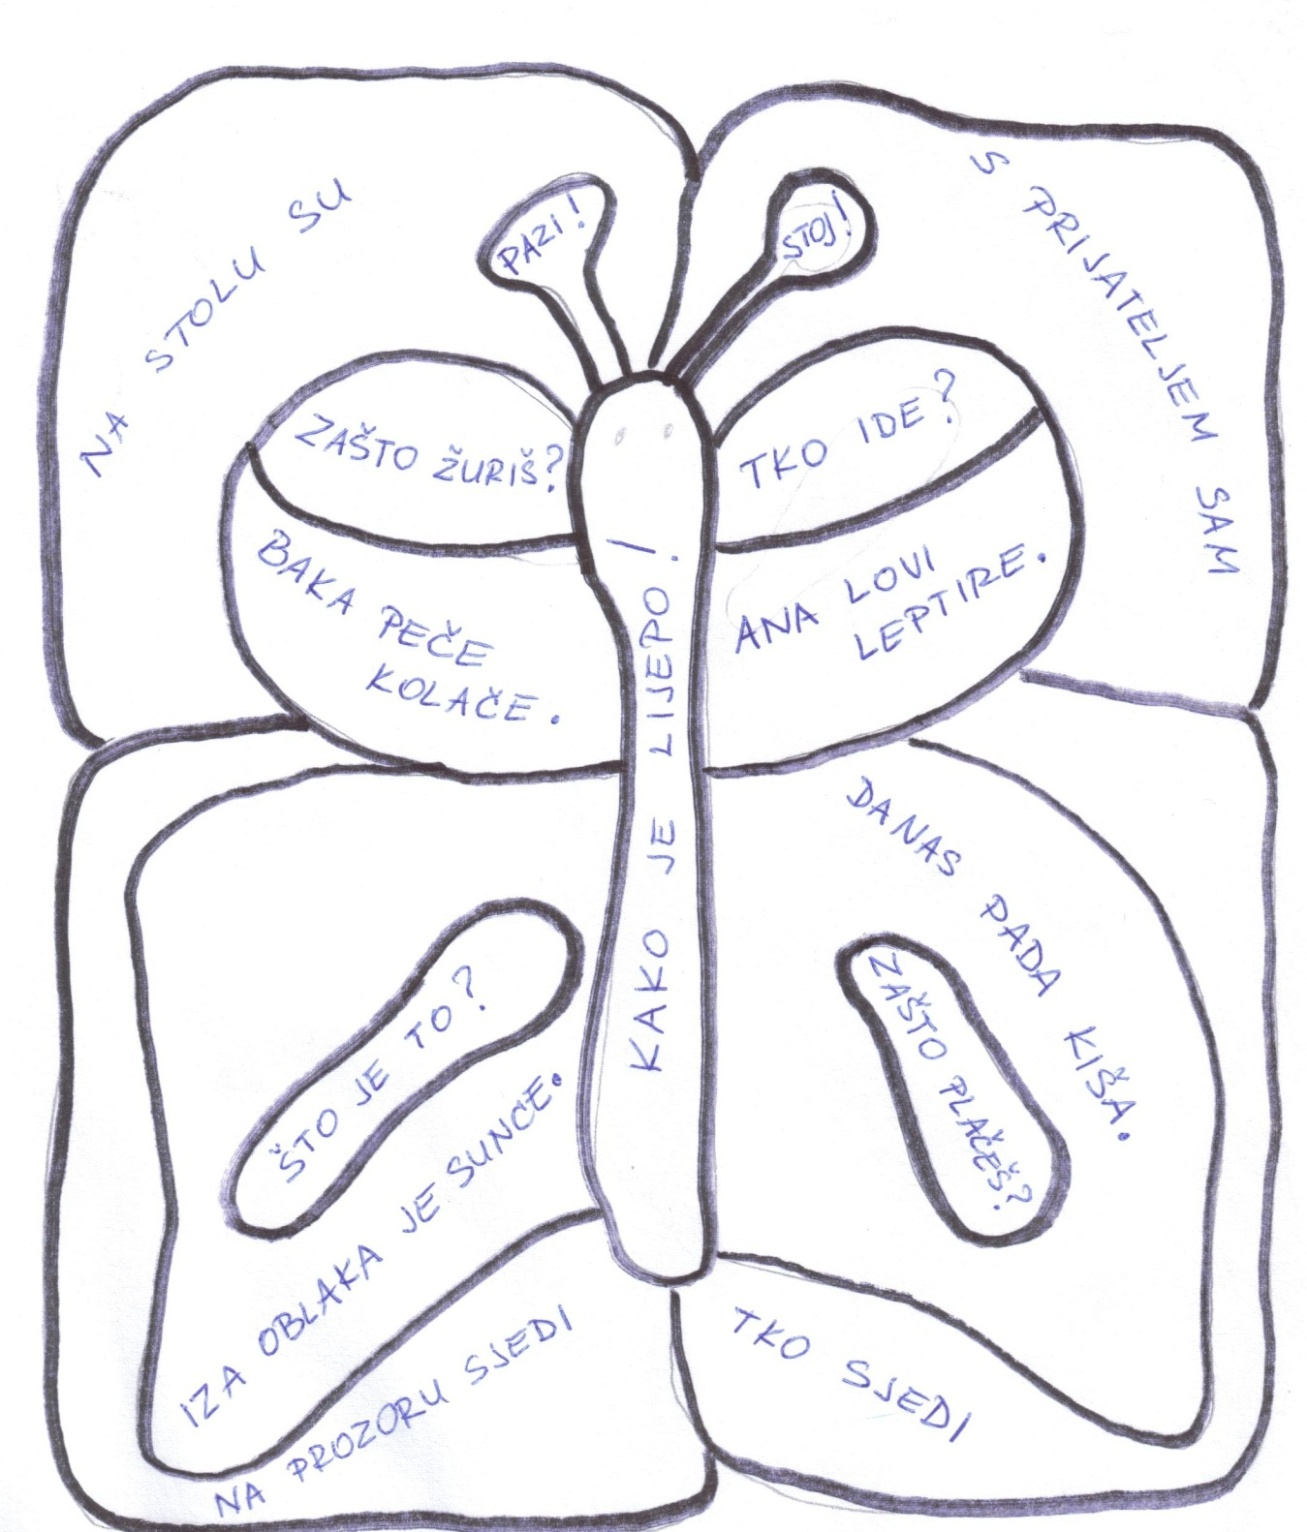 NA STOLU SU
PAZI!
STOJ!
S PRIJATELJEM SAM
ZAŠTO ŽURIŠ?
TKO IDE?
BAKA PEČE
KOLAČE.
ANA LOVI
LEPTIRE.
KAKO JE LIJEPO!
DANAS PADA KIŠA.
ŠTO JE TO?
ZAŠTO PLAČEŠ?
IZA OBLAKA JE SUNCE.
NA PROZORU SJEDI
TKO SJEDI